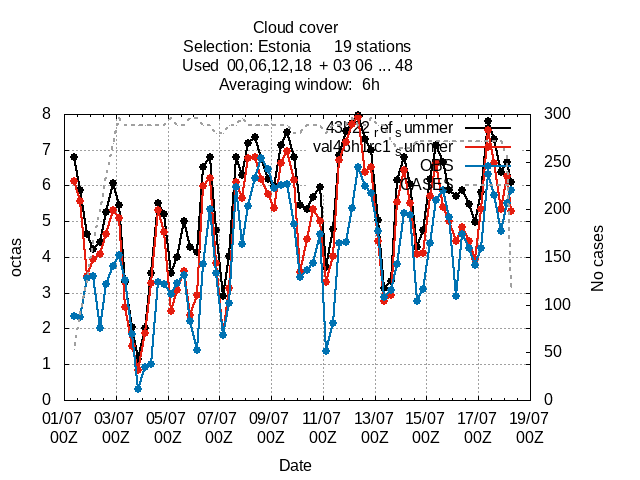 Cloud cover
Selection: Estonia 19 stations
Used 00,06,12,18 + 03 06 ... 48
Averaging window: 6h
43h22_ref_summer
OBS
CASES
octas
No cases
8
7
6
5
4
3
2
1
0
300
250
200
150
100
50
0
01/07 03/07 05/07 07/07 09/07 11/07 13/07 15/07 17/07 19/07
00Z 00Z 00Z 00Z 00Z 00Z 00Z 00Z 00Z 00Z
Date